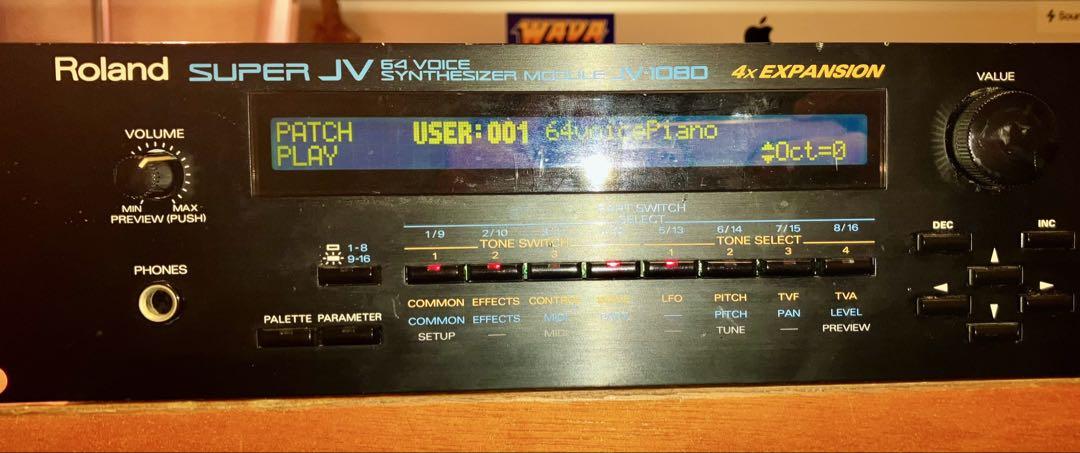 WAVA
Sour
Roland SUPER JV 64 VOICE SYNTHESIZER MODULE JV-1080 4x EXPANSION
VALUE
VOLUME
MIN MAX
PREVIEW (PUSH)
PATCH USER:001 64voicePiano
PLAY Oct=0
PHONES
PART SWITCH
SELECT
1/9 2/10 5/13 6/14 7/15 8/16
TONE SWITCH TONE SELECT
1 2 3 1 2 3 4
1-8
9-16
DEC INC
PALETTE PARAMETER
COMMON EFFECTS CONTROL WAVE LFO PITCH TVF TVA
COMMON EFFECTS MIDI PART — PITCH PAN LEVEL
SETUP — MIDI — TUNE — PREVIEW